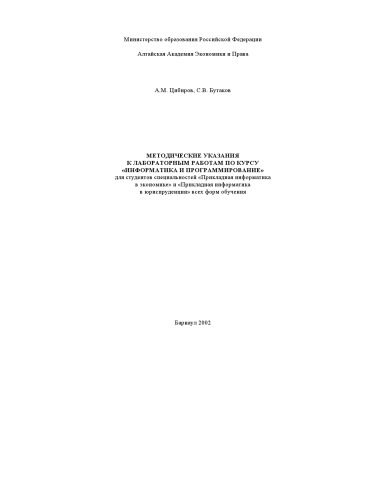 Министерство образования Российской Федерации
Алтайская Академия Экономики и Права
А.М. Цибиров, С.В. Бутаков
МЕТОДИЧЕСКИЕ УКАЗАНИЯ
К ЛАБОРАТОРНЫМ РАБОТАМ ПО КУРСУ
«ИНФОРМАТИКА И ПРОГРАММИРОВАНИЕ»
для студентов специальностей «Прикладная информатика
в экономике» и «Прикладная информатика
в юриспруденции» всех форм обучения
Барнаул 2002